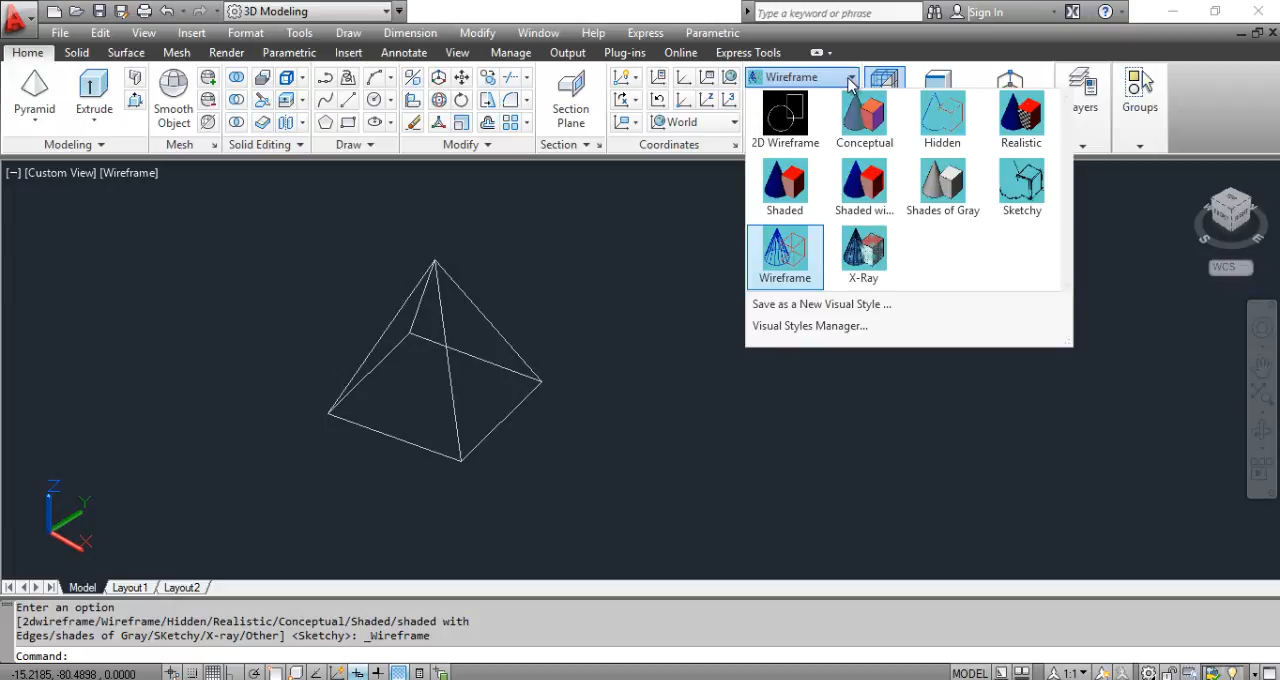 3D Modeling
Type a keyword or phrase
Sign In
File Edit View Insert Format Tools Draw Dimension Modify Window Help Express Parametric
Home Solid Surface Mesh Render Parametric Insert Annotate View Manage Output Plug-ins Online Express Tools
Pyramid
Extrude
Smooth
Object
Section
Plane
World
Wireframe
Groups
Modeling
Mesh
Solid Editing
Draw
Modify
Section
Coordinates
2D Wireframe
Conceptual
Hidden
Realistic
Shaded
Shaded wi...
Shades of Gray
Sketchy
Wireframe
X-Ray
Save as a New Visual Style ...
Visual Styles Manager...
[−] [Custom View] [Wireframe]
WCS
Z
Y
X
Model Layout1 Layout2
Enter an option
[2dwireframe/Wireframe/Hidden/Realistic/Conceptual/Shaded/shaded with
Edges/shades of Gray/SKetchy/X-ray/Other] <Sketchy>: _Wireframe
Command:
-15.2185, -80.4898 , 0.0000
MODEL
1:1